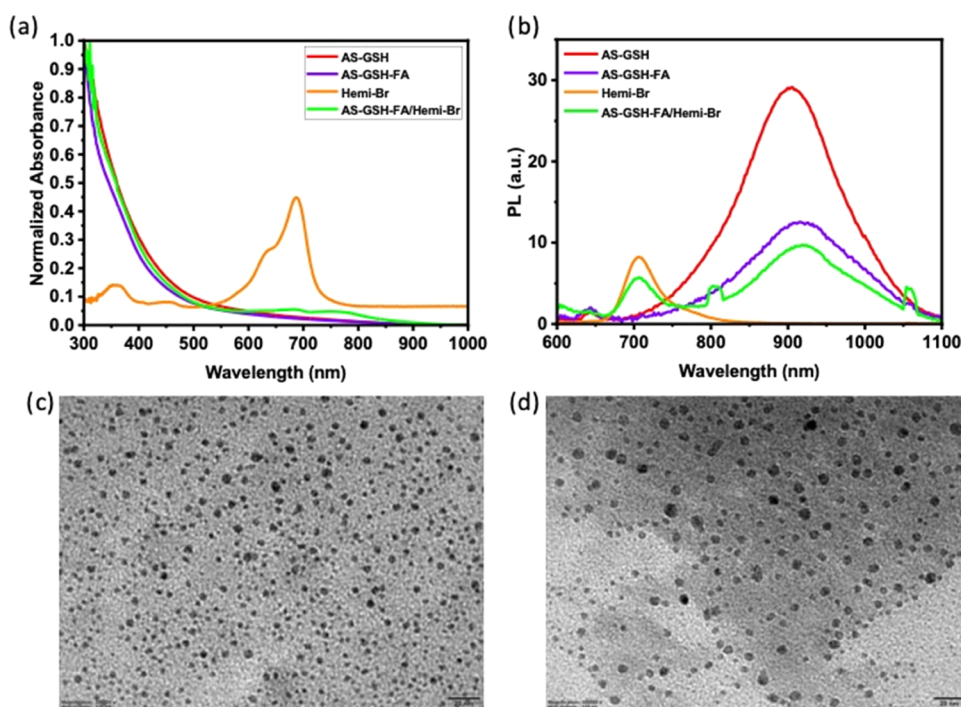 (a)
Normalized Absorbance
1.0
0.9
0.8
0.7
0.6
0.5
0.4
0.3
0.2
0.1
0.0
AS-GSH
AS-GSH-FA
Hemi-Br
AS-GSH-FA/Hemi-Br
300 400 500 600 700 800 900 1000
Wavelength (nm)
(b)
PL (a.u.)
30
20
10
0
AS-GSH
AS-GSH-FA
Hemi-Br
AS-GSH-FA/Hemi-Br
600 700 800 900 1000 1100
Wavelength (nm)
(c)
(d)
20 nm